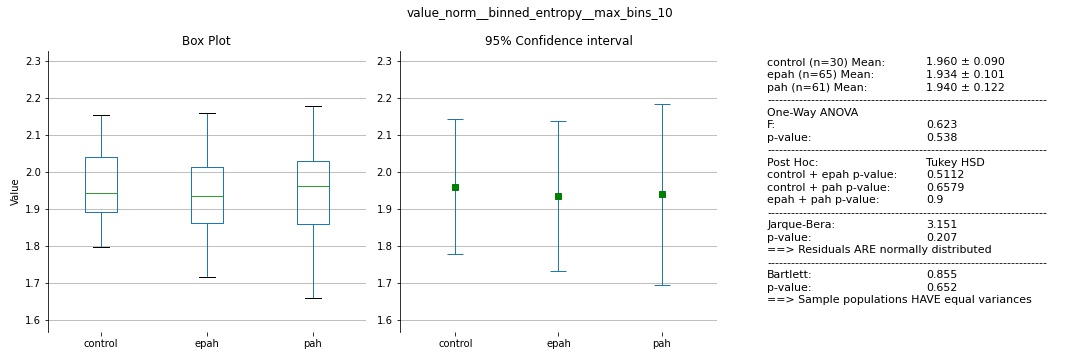 value_norm__binned_entropy__max_bins_10
Box Plot
2.3
2.2
2.1
2.0
1.9
1.8
1.7
1.6
Value
control
epah
pah
95% Confidence interval
2.3
2.2
2.1
2.0
1.9
1.8
1.7
1.6
control
epah
pah
control (n=30) Mean: 1.960 ± 0.090
epah (n=65) Mean: 1.934 ± 0.101
pah (n=61) Mean: 1.940 ± 0.122
One-Way ANOVA
F: 0.623
p-value: 0.538
Post Hoc: Tukey HSD
control + epah p-value: 0.5112
control + pah p-value: 0.6579
epah + pah p-value: 0.9
Jarque-Bera: 3.151
p-value: 0.207
==> Residuals ARE normally distributed
Bartlett: 0.855
p-value: 0.652
==> Sample populations HAVE equal variances